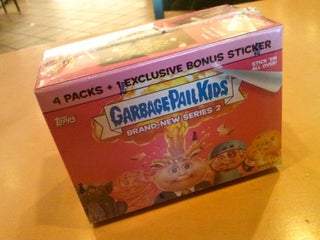 4 PACKS + 1 EXCLUSIVE BONUS STICKER
STICK 'EM
ALL OVER!
TOPPS
GARBAGE PAIL KIDS
BRAND-NEW SERIES 2